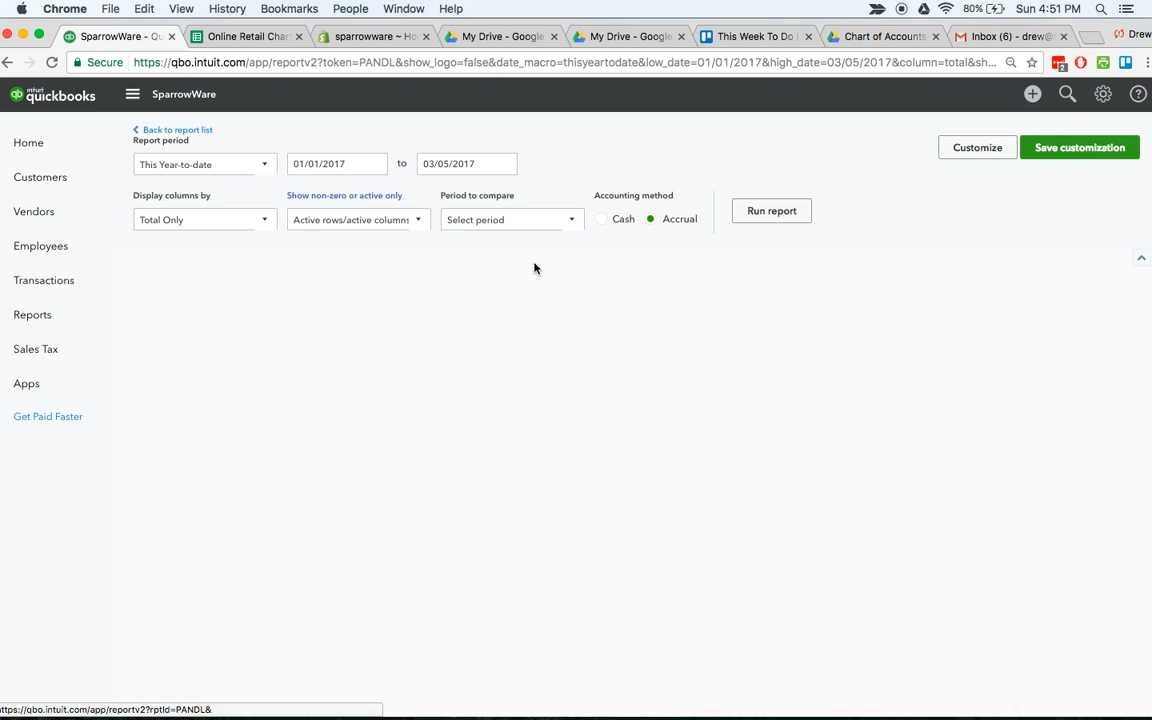 Chrome File Edit View History Bookmarks People Window Help 80% Sun 4:51 PM
SparrowWare - Qu Online Retail Char sparrowware ~ Ho My Drive - Google My Drive - Google This Week To Do Chart of Accounts Inbox (6) - drew@ Drew
Secure https://qbo.intuit.com/app/reportv2?token=PANDL&show_logo=false&date_macro=thisyeartodate&low_date=01/01/2017&high_date=03/05/2017&column=total&sh... 2
intuit quickbooks SparrowWare
Back to report list
Report period
This Year-to-date 01/01/2017 to 03/05/2017
Customize Save customization
Display columns by Show non-zero or active only Period to compare Accounting method
Total Only Active rows/active columns Select period Cash Accrual Run report
Home
Customers
Vendors
Employees
Transactions
Reports
Sales Tax
Apps
Get Paid Faster
https://qbo.intuit.com/app/reportv2?rptId=PANDL&